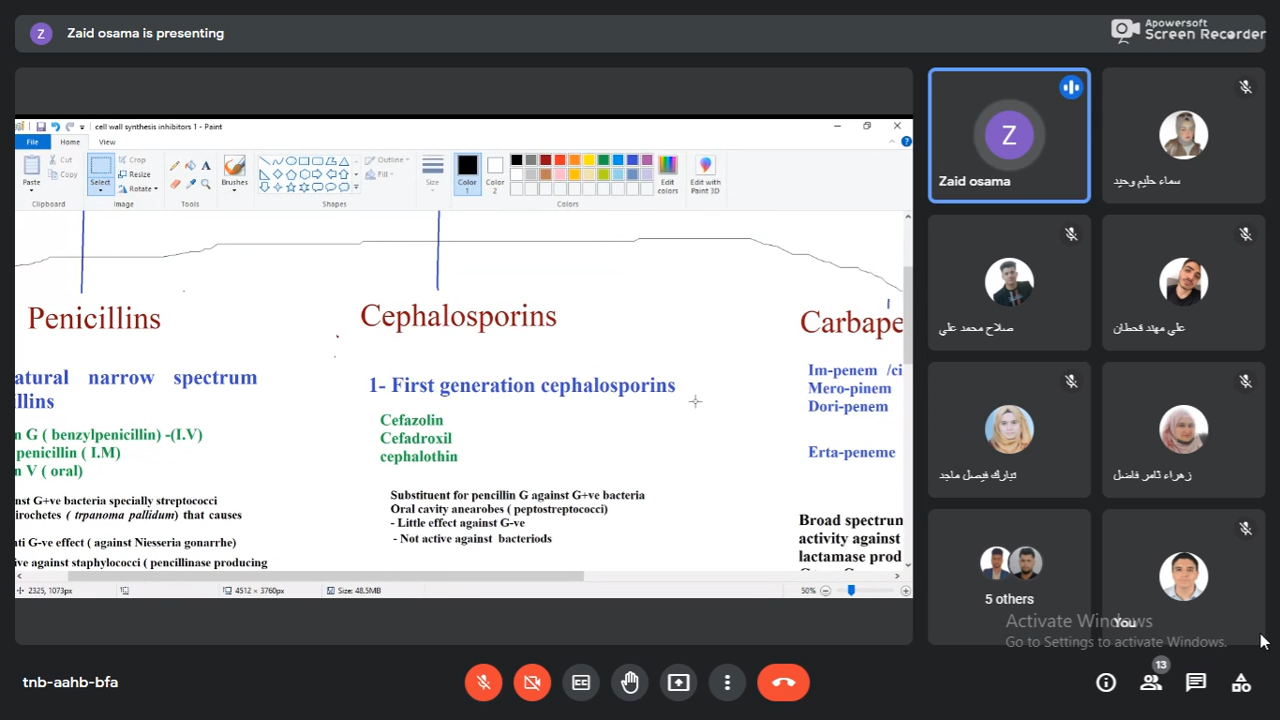 Z
Zaid osama is presenting
Apowersoft
Screen Recorder
cell wall synthesis inhibitors 1 - Paint
File
Home
View
Paste
Cut
Copy
Clipboard
Select
Crop
Resize
Rotate
Image
A
Tools
Brushes
Outline
Fill
Shapes
Size
Color
1
Color
2
Edit
colors
Edit with
Paint 3D
Colors
Penicillins
atural narrow spectrum
illins
n G ( benzylpenicillin) -(I.V)
penicillin ( I.M)
n V ( oral)
nst G+ve bacteria specially streptococci
irochetes ( trpanoma pallidum) that causes
nti G-ve effect ( against Niesseria gonarrhe)
ive against staphylococci ( pencillinase producing
Cephalosporins
1- First generation cephalosporins
Cefazolin
Cefadroxil
cephalothin
Substituent for pencillin G against G+ve bacteria
Oral cavity anearobes ( peptostreptococci)
- Little effect against G-ve
- Not active against bacteriods
Carbape
Im-penem /ci
Mero-pinem
Dori-penem
Erta-peneme
Broad spectrun
activity against
lactamase prod
2325, 1073px
4512 × 3760px
Size: 48.5MB
50%
Z
Zaid osama
سماء حليم وحيد
صلاح محمد علي
علي مهند قحطان
تبارك فيصل ماجد
زهراء ثامر فاضل
5 others
You
Activate Windows
Go to Settings to activate Windows.
tnb-aahb-bfa
CC
13